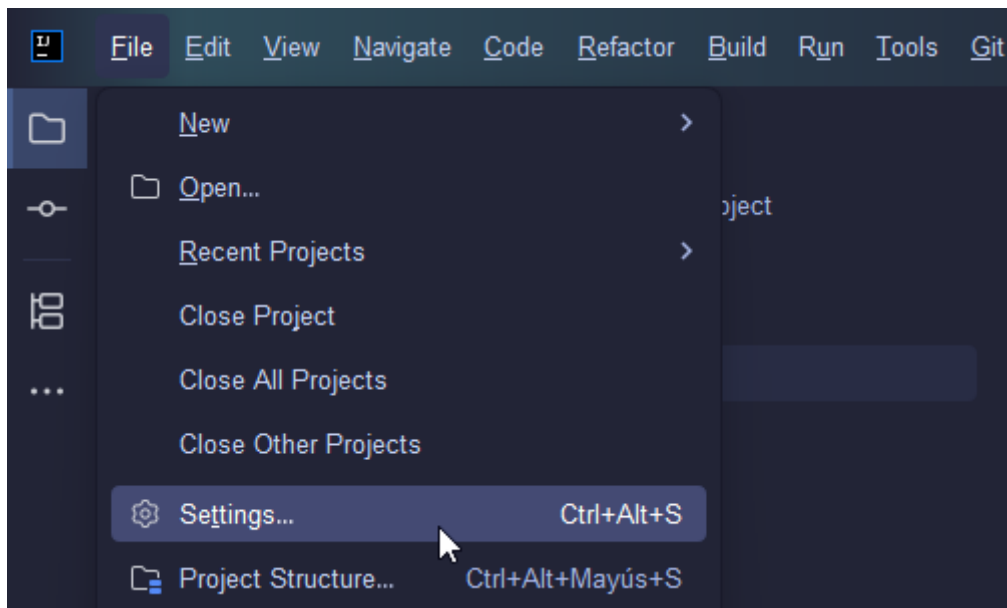 IJ
File Edit View Navigate Code Refactor Build Run Tools Git
New
Open...
oject
Recent Projects
Close Project
Close All Projects
Close Other Projects
Settings... Ctrl+Alt+S
Project Structure... Ctrl+Alt+Mayús+S